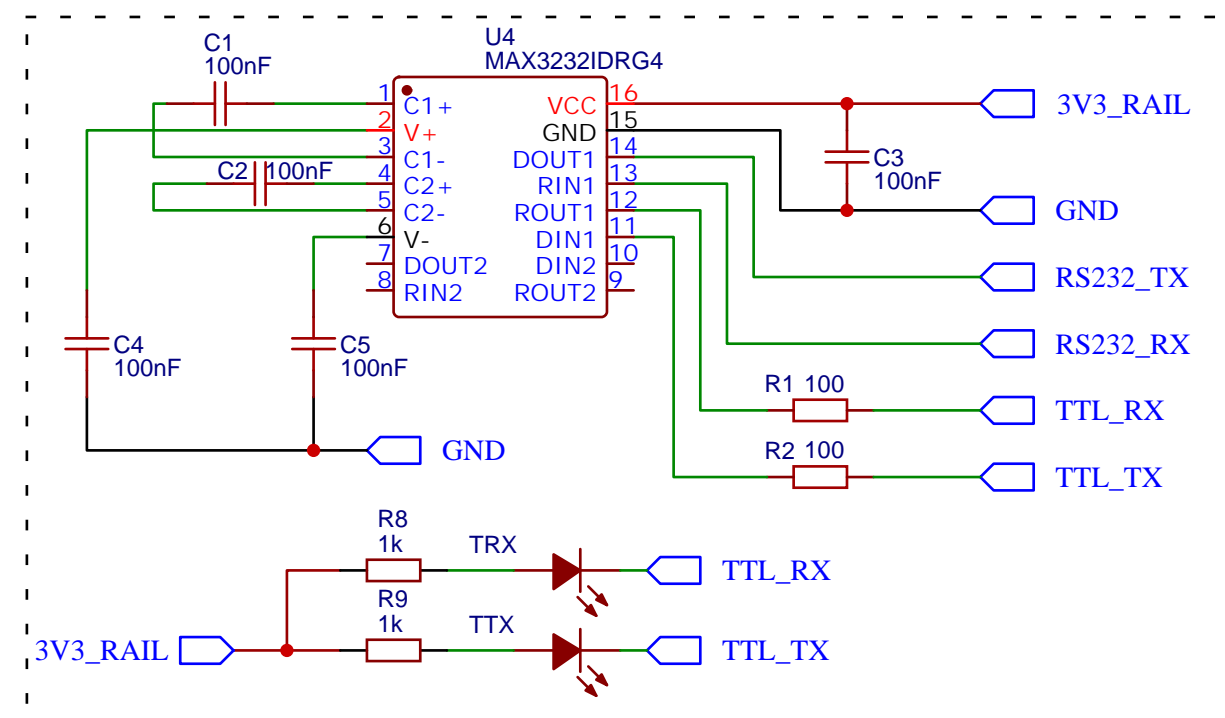 C1
100nF
U4
MAX3232IDRG4
1 C1+
2 V+
3 C1-
4 C2+
5 C2-
6 V-
7 DOUT2
8 RIN2
VCC 16
GND 15
DOUT1 14
RIN1 13
ROUT1 12
DIN1 11
DIN2 10
ROUT2 9
C2 100nF
C3
100nF
3V3_RAIL
GND
RS232_TX
RS232_RX
C4
100nF
C5
100nF
R1 100
TTL_RX
GND
R2 100
TTL_TX
R8
1k
TRX
TTL_RX
R9
1k
TTX
3V3_RAIL
TTL_TX